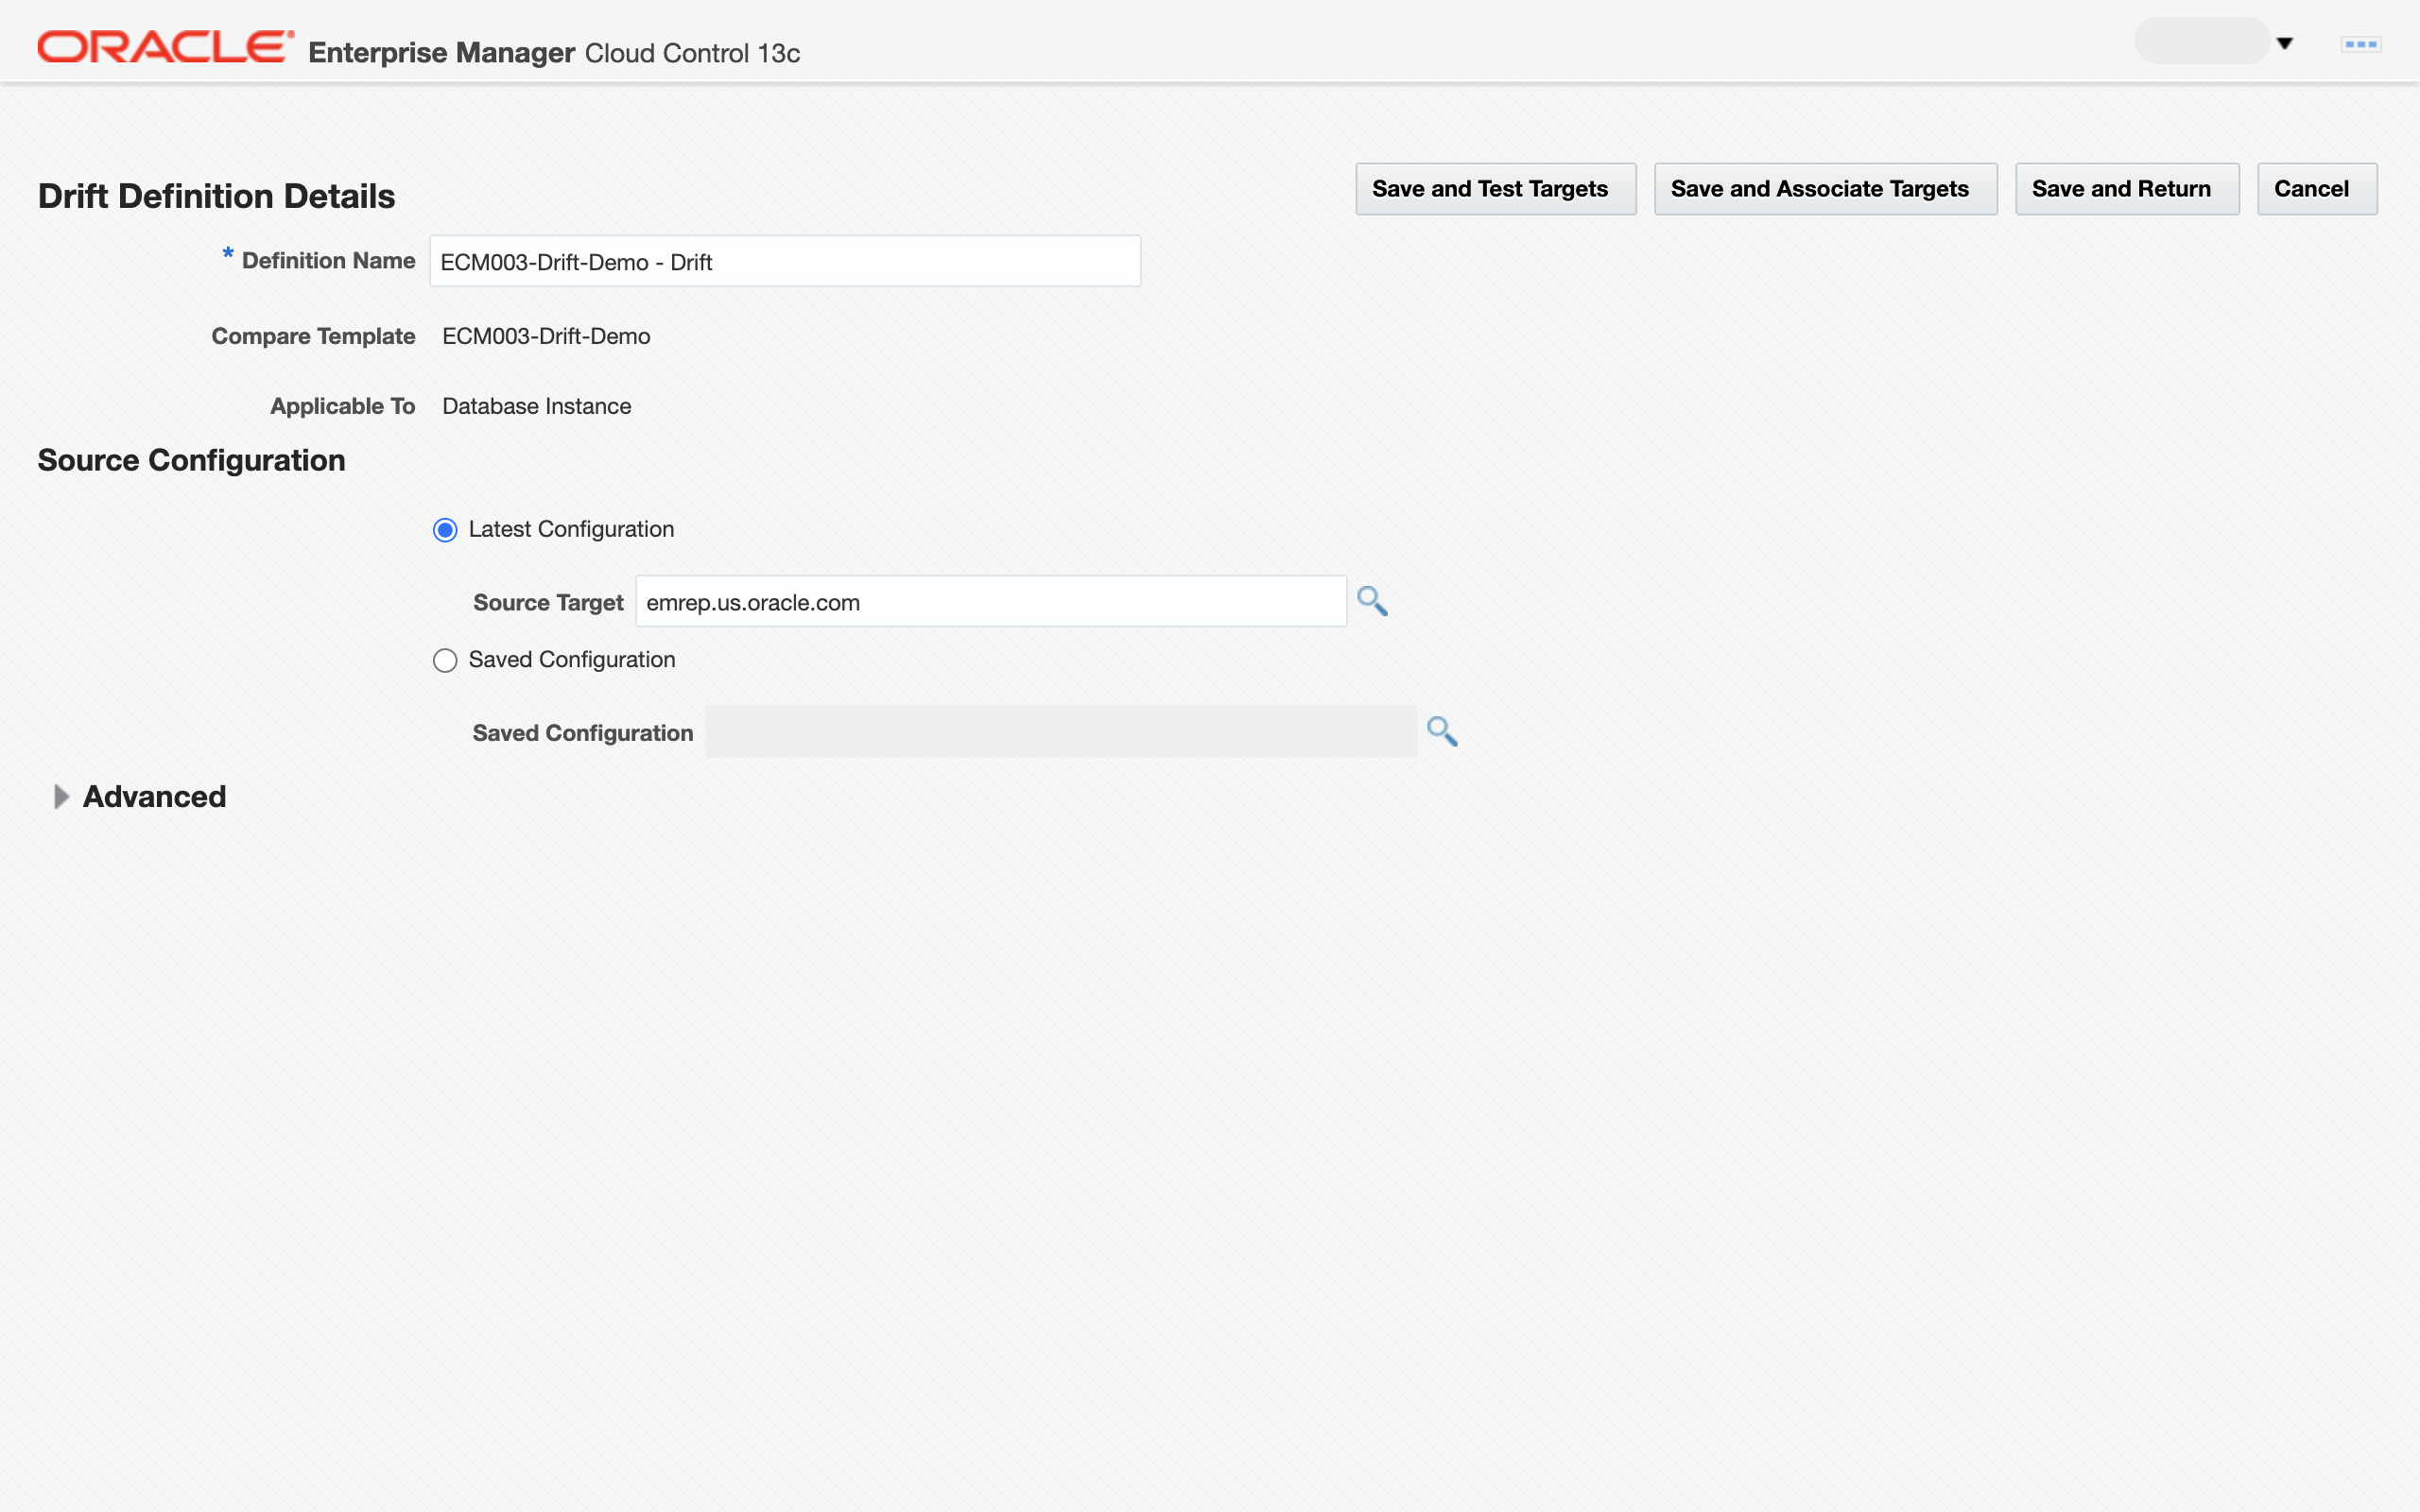 ORACLE® Enterprise Manager Cloud Control 13c
Drift Definition Details
Save and Test Targets Save and Associate Targets Save and Return Cancel
* Definition Name ECM003-Drift-Demo - Drift
Compare Template ECM003-Drift-Demo
Applicable To Database Instance
Source Configuration
Latest Configuration
Source Target emrep.us.oracle.com
Saved Configuration
Saved Configuration
Advanced